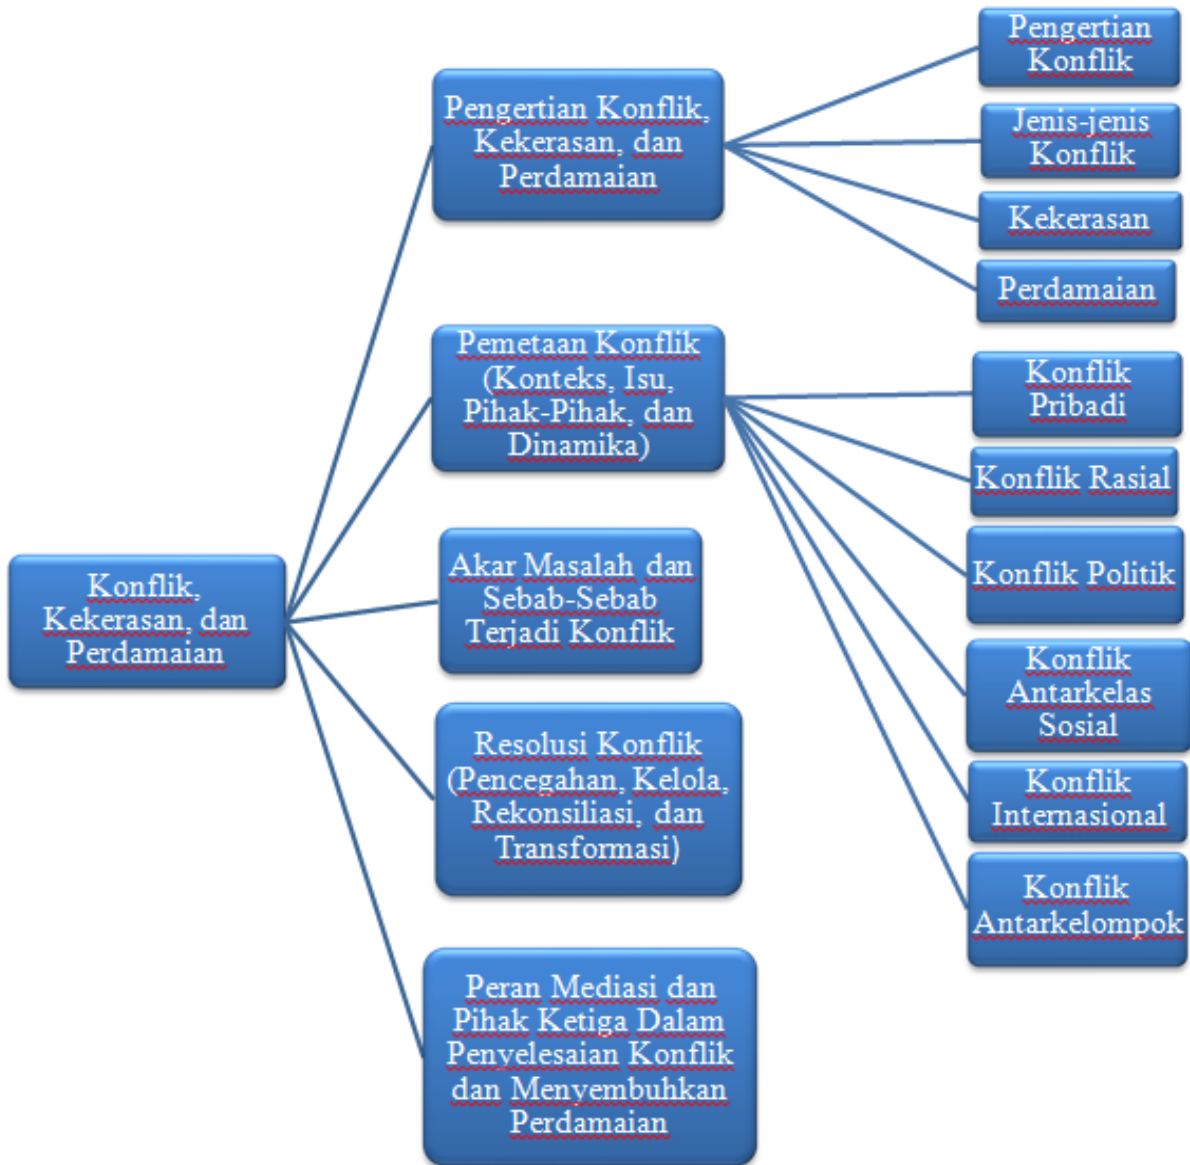 Konflik,
Kekerasan, dan
Perdamaian
Pengertian Konflik,
Kekerasan, dan
Perdamaian
Pengertian
Konflik
Jenis-jenis
Konflik
Kekerasan
Perdamaian
Pemetaan Konflik
(Konteks, Isu,
Pihak-Pihak, dan
Dinamika)
Konflik
Pribadi
Konflik Rasial
Konflik Politik
Konflik
Antarkelas
Sosial
Konflik
Internasional
Konflik
Antarkelompok
Akar Masalah dan
Sebab-Sebab
Terjadi Konflik
Resolusi Konflik
(Pencegahan, Kelola,
Rekonsiliasi, dan
Transformasi)
Peran Mediasi dan
Pihak Ketiga Dalam
Penyelesaian Konflik
dan Menyembuhkan
Perdamaian